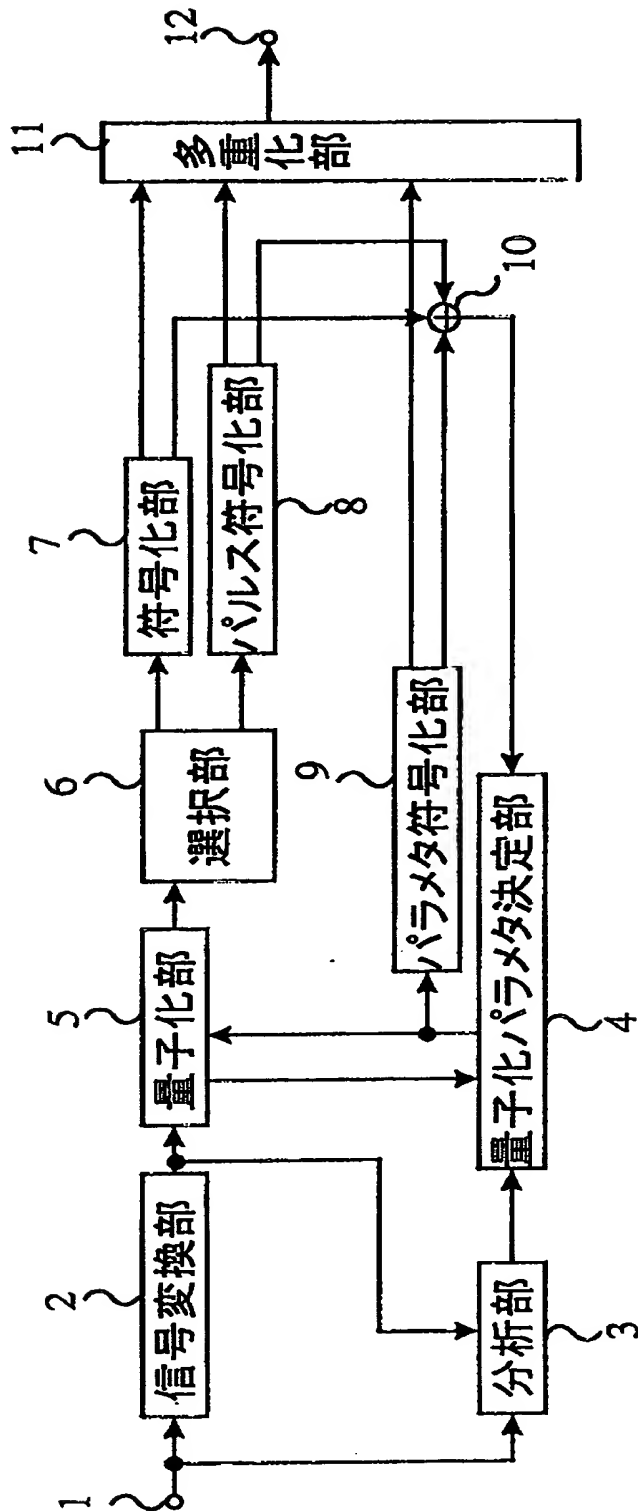 1
2
信号変換部
3
分析部
4
量子化パラメタ決定部
5
量子化部
6
選択部
7
符号化部
8
パルス符号化部
9
パラメタ符号化部
10
11
多重化部
12